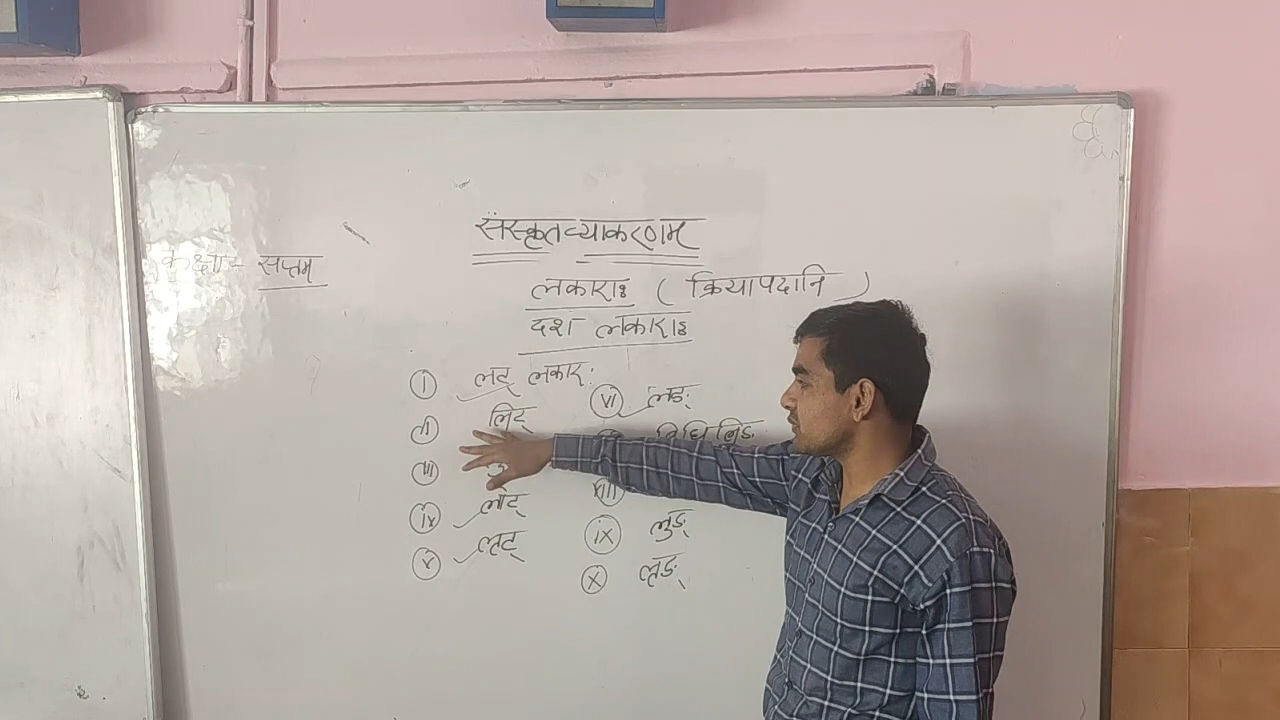 संस्कृतव्याकरणम्
कक्षा - सप्तम्
लकाराः ( क्रियापदानि )
दश लकाराः
i लट् लकारः
ii लिट्
iii
iv लोट्
v लृट्
vi लङ्
विधि लिङ्
viii
ix लुङ्
x लृङ्